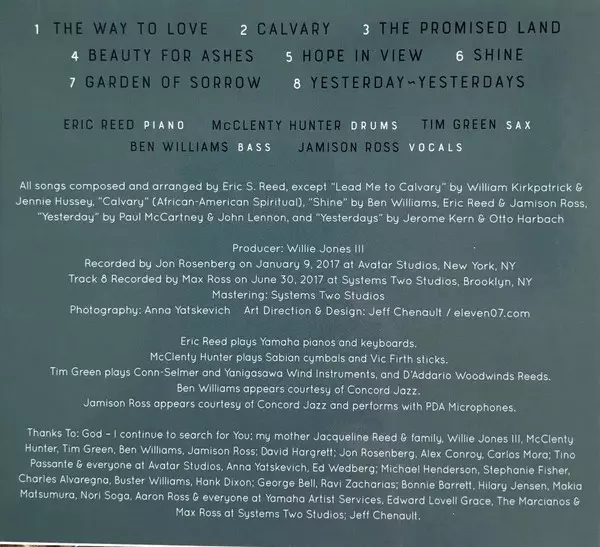 1 THE WAY TO LOVE 2 CALVARY 3 THE PROMISED LAND
4 BEAUTY FOR ASHES 5 HOPE IN VIEW 6 SHINE
7 GARDEN OF SORROW 8 YESTERDAY~YESTERDAYS
ERIC REED PIANO McCLENTY HUNTER DRUMS TIM GREEN SAX
BEN WILLIAMS BASS JAMISON ROSS VOCALS
All songs composed and arranged by Eric S. Reed, except "Lead Me to Calvary" by William Kirkpatrick &
Jennie Hussey, "Calvary" (African-American Spiritual), "Shine" by Ben Williams, Eric Reed & Jamison Ross,
"Yesterday" by Paul McCartney & John Lennon, and "Yesterdays" by Jerome Kern & Otto Harbach
Producer: Willie Jones III
Recorded by Jon Rosenberg on January 9, 2017 at Avatar Studios, New York, NY
Track 8 Recorded by Max Ross on June 30, 2017 at Systems Two Studios, Brooklyn, NY
Mastering: Systems Two Studios
Photography: Anna Yatskevich Art Direction & Design: Jeff Chenault / eleven07.com
Eric Reed plays Yamaha pianos and keyboards.
McClenty Hunter plays Sabian cymbals and Vic Firth sticks.
Tim Green plays Conn-Selmer and Yanigasawa Wind Instruments, and D'Addario Woodwinds Reeds.
Ben Williams appears courtesy of Concord Jazz.
Jamison Ross appears courtesy of Concord Jazz and performs with PDA Microphones.
Thanks To: God – I continue to search for You; my mother Jacqueline Reed & family, Willie Jones III, McClenty
Hunter, Tim Green, Ben Williams, Jamison Ross; David Hargrett; Jon Rosenberg, Alex Conroy, Carlos Mora; Tino
Passante & everyone at Avatar Studios, Anna Yatskevich, Ed Wedberg; Michael Henderson, Stephanie Fisher,
Charles Alvaregna, Buster Williams, Hank Dixon; George Bell, Ravi Zacharias; Bonnie Barrett, Hilary Jensen, Makia
Matsumura, Nori Soga, Aaron Ross & everyone at Yamaha Artist Services, Edward Lovell Grace, The Marcianos &
Max Ross at Systems Two Studios; Jeff Chenault.